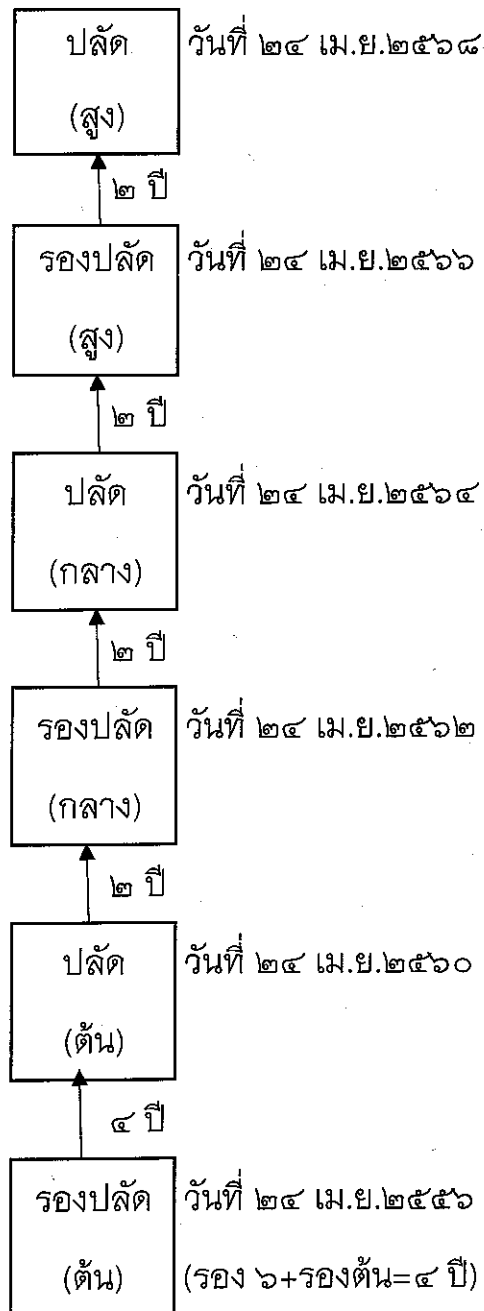 ปลัด วันที่ ๒๔ เม.ย.๒๕๖๘
(สูง)
๒ ปี
รองปลัด วันที่ ๒๔ เม.ย.๒๕๖๖
(สูง)
๒ ปี
ปลัด วันที่ ๒๔ เม.ย.๒๕๖๔
(กลาง)
๒ ปี
รองปลัด วันที่ ๒๔ เม.ย.๒๕๖๒
(กลาง)
๒ ปี
ปลัด วันที่ ๒๔ เม.ย.๒๕๖๐
(ต้น)
๔ ปี
รองปลัด วันที่ ๒๔ เม.ย.๒๕๕๖
(ต้น) (รอง ๖+รองต้น=๔ ปี)